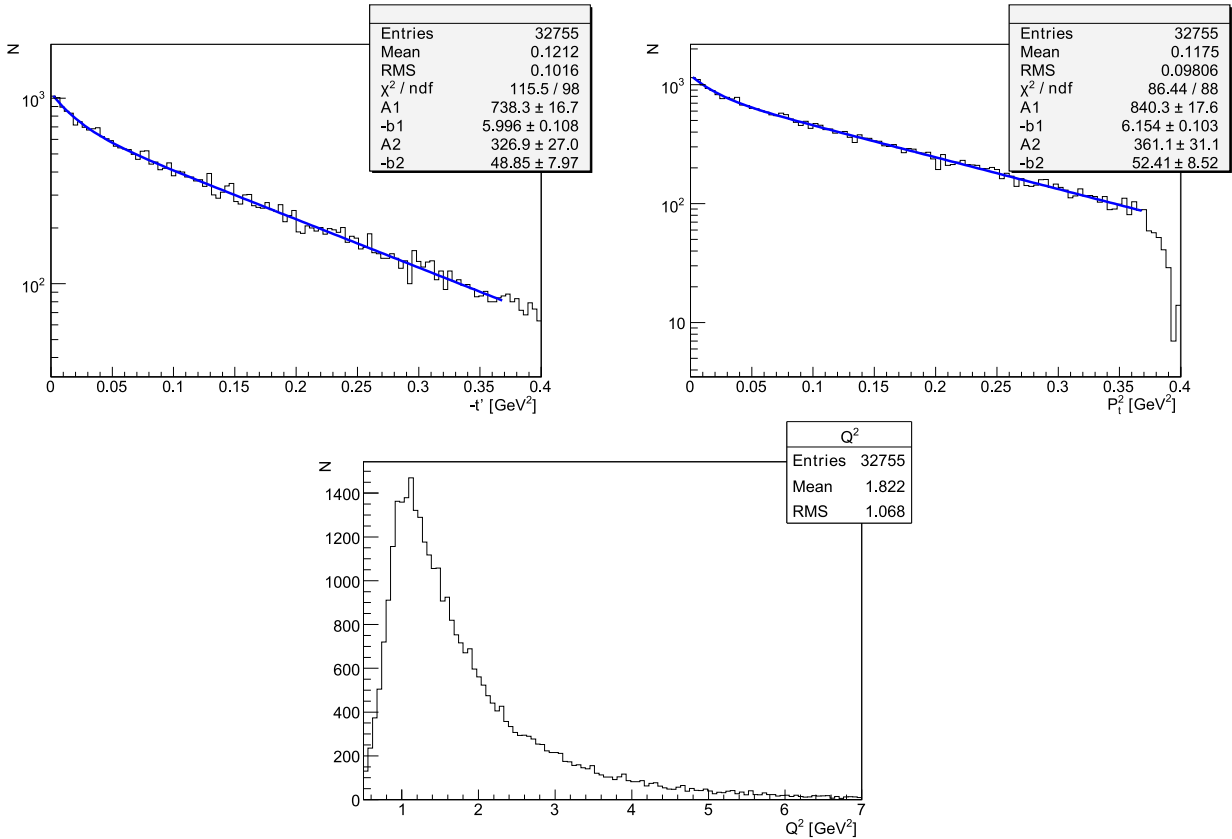 N
Entries 32755
Mean 0.1212
RMS 0.1016
χ² / ndf 115.5 / 98
A1 738.3 ± 16.7
-b1 5.996 ± 0.108
A2 326.9 ± 27.0
-b2 48.85 ± 7.97
10³
10²
0 0.05 0.1 0.15 0.2 0.25 0.3 0.35 0.4
-t' [GeV²]
N
Entries 32755
Mean 0.1175
RMS 0.09806
χ² / ndf 86.44 / 88
A1 840.3 ± 17.6
-b1 6.154 ± 0.103
A2 361.1 ± 31.1
-b2 52.41 ± 8.52
10³
10²
10
0 0.05 0.1 0.15 0.2 0.25 0.3 0.35 0.4
P²ₜ [GeV²]
N
Q²
Entries 32755
Mean 1.822
RMS 1.068
1400
1200
1000
800
600
400
200
0
1 2 3 4 5 6 7
Q² [GeV²]